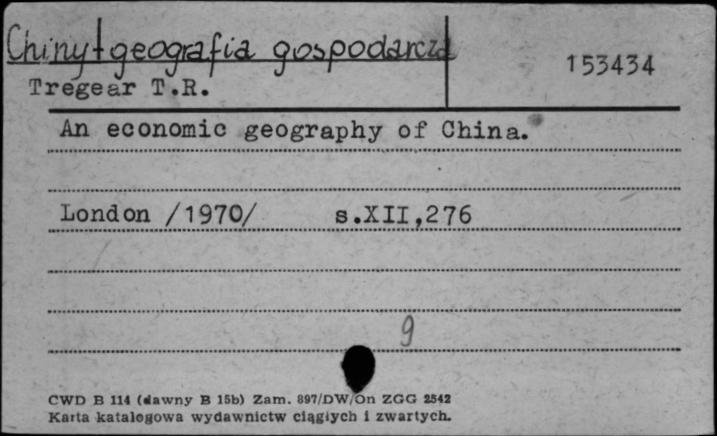 Chiny + geografia gospodarcza
153434
Tregear T.R.
An economic geography of China.
London /1970/ s.XII,276
9
CWD B 114 (dawny B 15b) Zam. 897/DW/On ZGG 2542
Karta katalogowa wydawnictw ciągłych i zwartych.